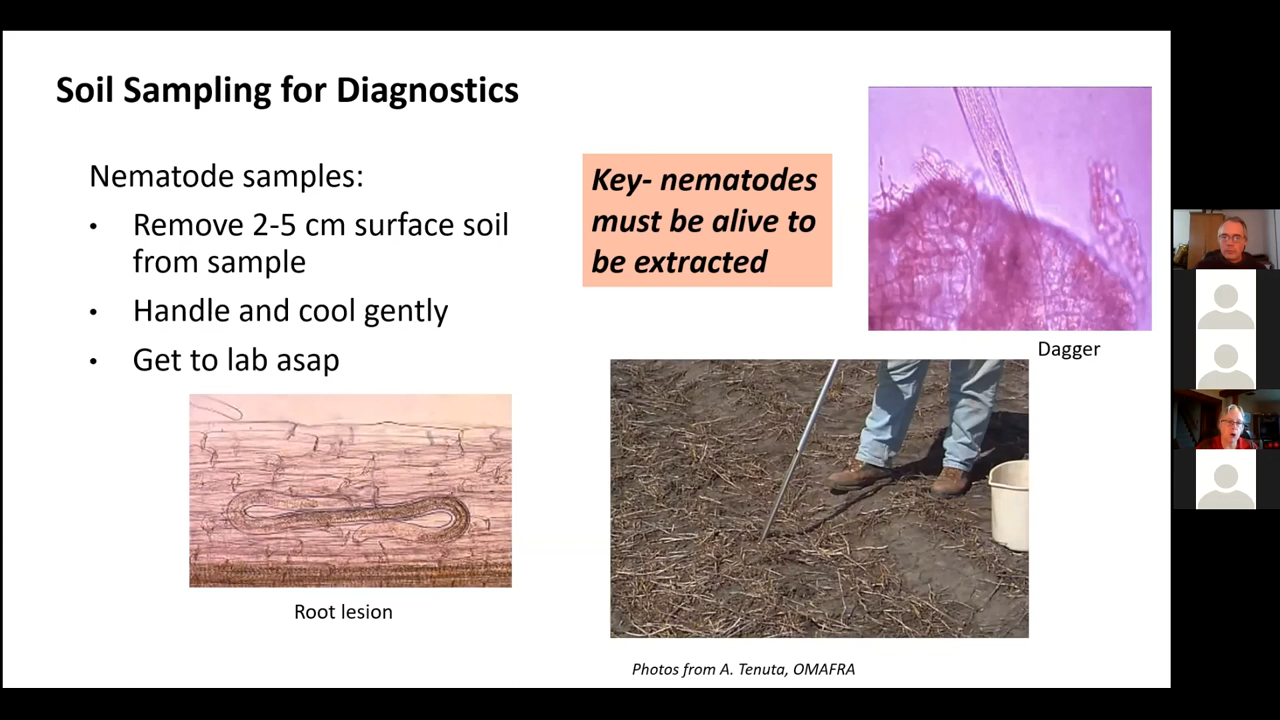 Soil Sampling for Diagnostics
Nematode samples:
• Remove 2-5 cm surface soil
from sample
• Handle and cool gently
• Get to lab asap
Key- nematodes
must be alive to
be extracted
Dagger
Root lesion
Photos from A. Tenuta, OMAFRA